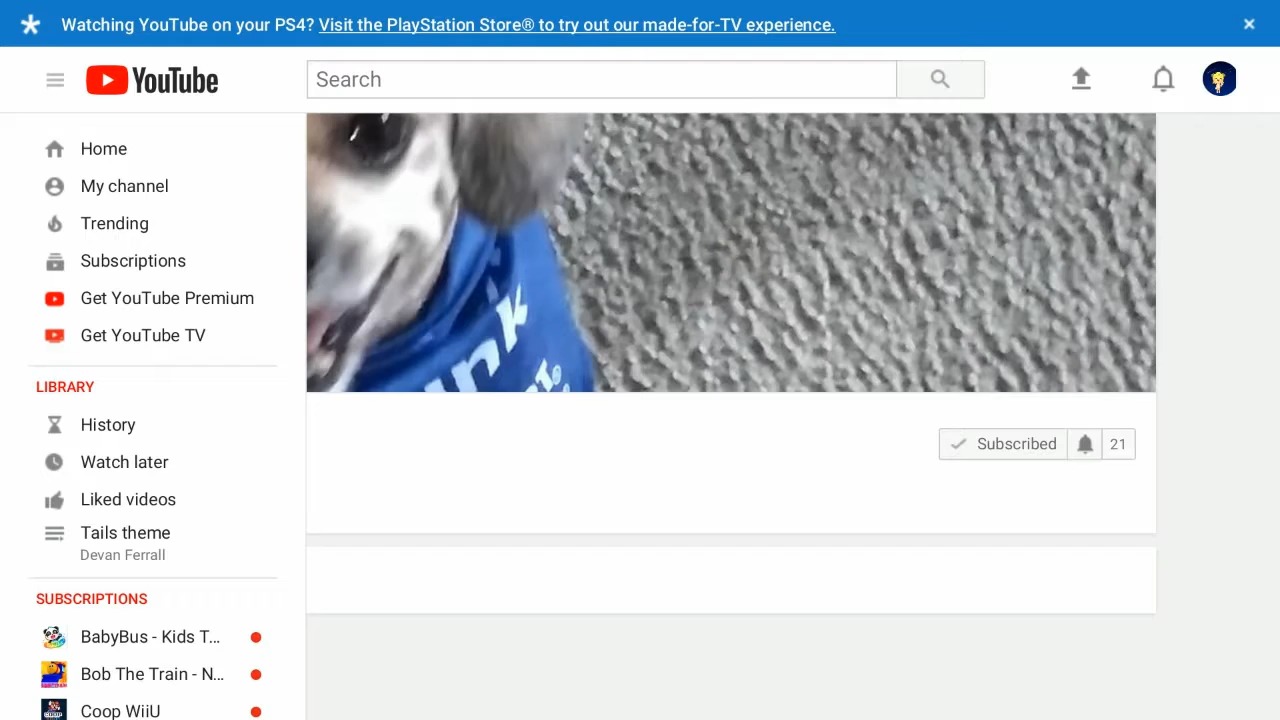 Watching YouTube on your PS4? Visit the PlayStation Store® to try out our made-for-TV experience.
YouTube
Search
Home
My channel
Trending
Subscriptions
Get YouTube Premium
Get YouTube TV
LIBRARY
History
Watch later
Liked videos
Tails theme
Devan Ferrall
SUBSCRIPTIONS
BabyBus - Kids T...
Bob The Train - N...
Coop WiiU
Subscribed 21